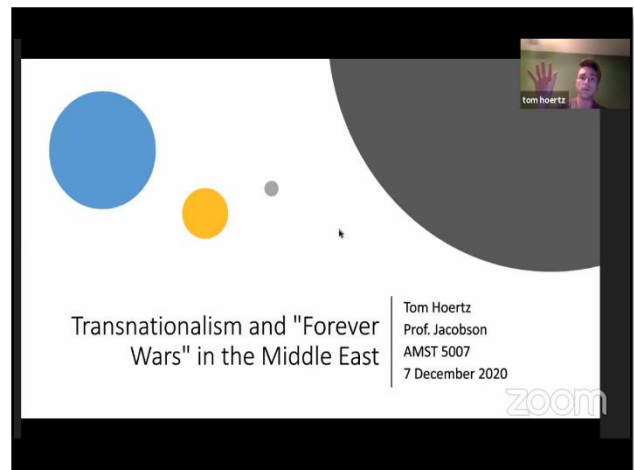 tom hoertz
Transnationalism and "Forever
Wars" in the Middle East
Tom Hoertz
Prof. Jacobson
AMST 5007
7 December 2020
zoom